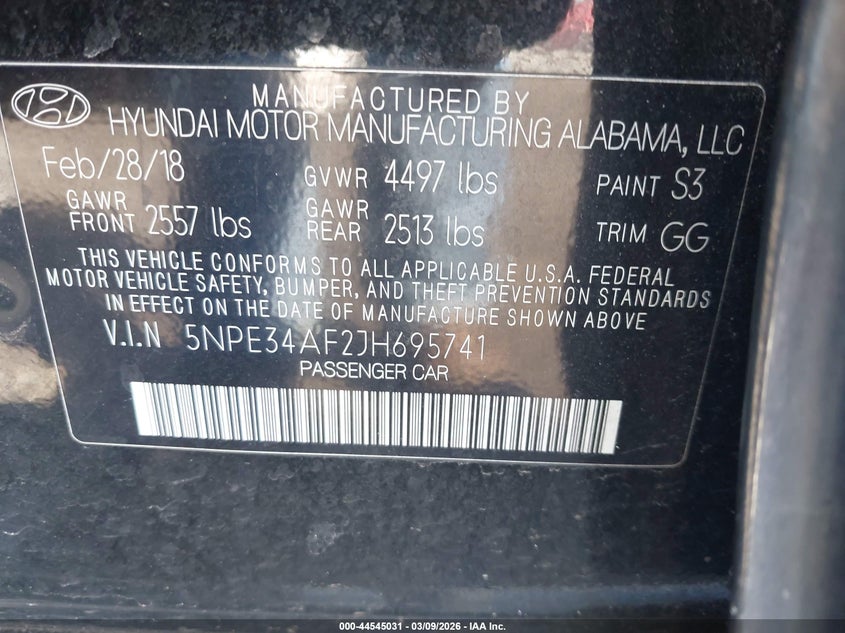 MANUFACTURED BY
HYUNDAI MOTOR MANUFACTURING ALABAMA, LLC
Feb/28/18 GVWR 4497 lbs PAINT S3
GAWR FRONT 2557 lbs GAWR REAR 2513 lbs TRIM GG
THIS VEHICLE CONFORMS TO ALL APPLICABLE U.S.A. FEDERAL
MOTOR VEHICLE SAFETY, BUMPER, AND THEFT PREVENTION STANDARDS
IN EFFECT ON THE DATE OF MANUFACTURE SHOWN ABOVE
V.I.N 5NPE34AF2JH695741
PASSENGER CAR
000-44545031 - 03/09/2026 - IAA Inc.